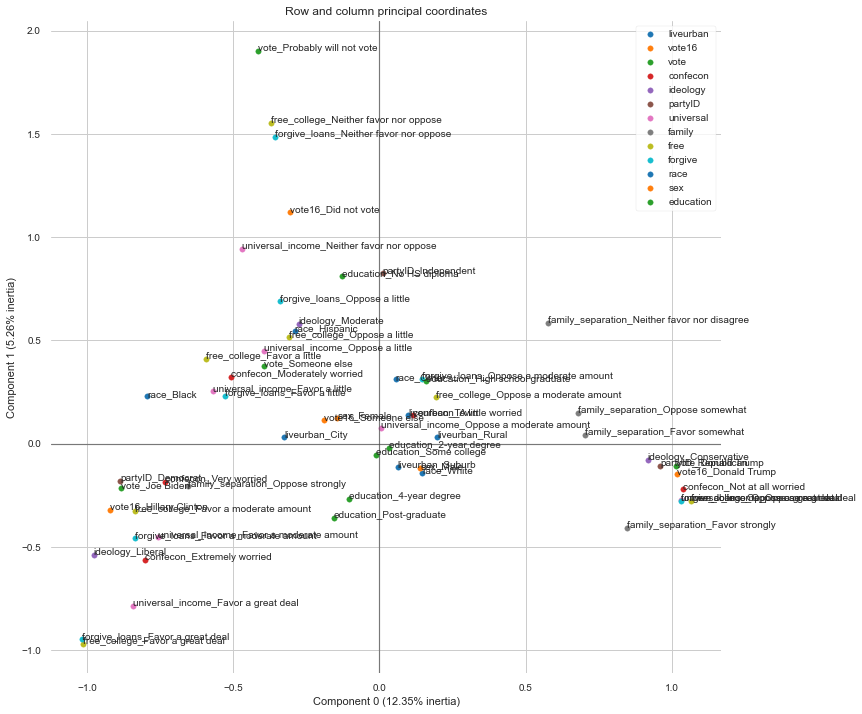 Row and column principal coordinates
2.0
1.5
1.0
0.5
0.0
−0.5
−1.0
Component 1 (5.26% inertia)
liveurban
vote16
vote
confecon
ideology
partyID
universal
family
free
forgive
race
sex
education
vote_Probably will not vote
free_college_Neither favor nor oppose
forgive_loans_Neither favor nor oppose
vote16_Did not vote
universal_income_Neither favor nor oppose
partyID_Independent
education_No HS diploma
forgive_loans_Oppose a little
ideology_Moderate
race_Hispanic
free_college_Oppose a little
family_separation_Neither favor nor disagree
universal_income_Oppose a little
free_college_Favor a little
vote_Someone else
confecon_Moderately worried
forgive_loans_Oppose a moderate amount
education_High school graduate
universal_income_Favor a little
forgive_loans_Favor a little
race_Black
free_college_Oppose a moderate amount
family_separation_Oppose somewhat
sex_Female
vote16_Someone else
confecon_A little worried
universal_income_Oppose a moderate amount
family_separation_Favor somewhat
liveurban_City
liveurban_Rural
education_2-year degree
education_Some college
liveurban_Suburb
race_White
ideology_Conservative
vote16_Donald Trump
partyID_Democrat
confecon_Very worried
vote_Joe Biden
family_separation_Oppose strongly
confecon_Not at all worried
education_4-year degree
vote16_Hillary Clinton
free_college_Favor a moderate amount
education_Post-graduate
family_separation_Favor strongly
forgive_loans_Favor a moderate amount
universal_income_Favor a moderate amount
ideology_Liberal
confecon_Extremely worried
universal_income_Favor a great deal
forgive_loans_Favor a great deal
free_college_Favor a great deal
−1.0 −0.5 0.0 0.5 1.0
Component 0 (12.35% inertia)